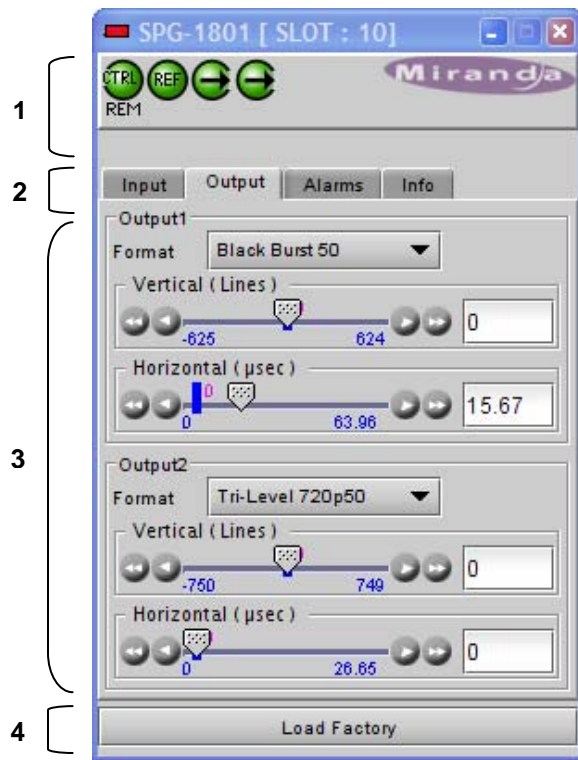 SPG-1801 [ SLOT : 10]
1
CTRL REF
REM
Miranda
2
Input Output Alarms Info
3
Output1
Format Black Burst 50
Vertical ( Lines )
0
-625 624
Horizontal ( µsec )
0
15.67
0 63.96
Output2
Format Tri-Level 720p50
Vertical ( Lines )
0
-750 749
Horizontal ( µsec )
0
0 26.65
4
Load Factory